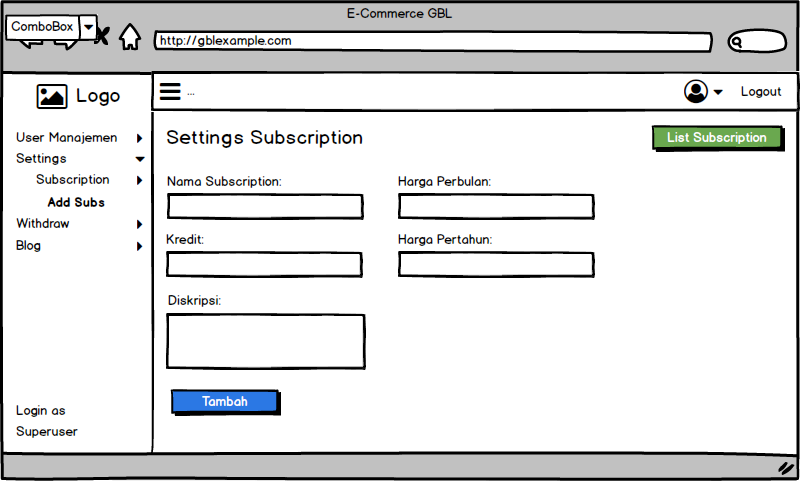 E-Commerce GBL
ComboBox
http://gblexample.com
Logo
...
Logout
User Manajemen
Settings
Subscription
Add Subs
Withdraw
Blog
Login as
Superuser
Settings Subscription
List Subscription
Nama Subscription:
Harga Perbulan:
Kredit:
Harga Pertahun:
Diskripsi:
Tambah